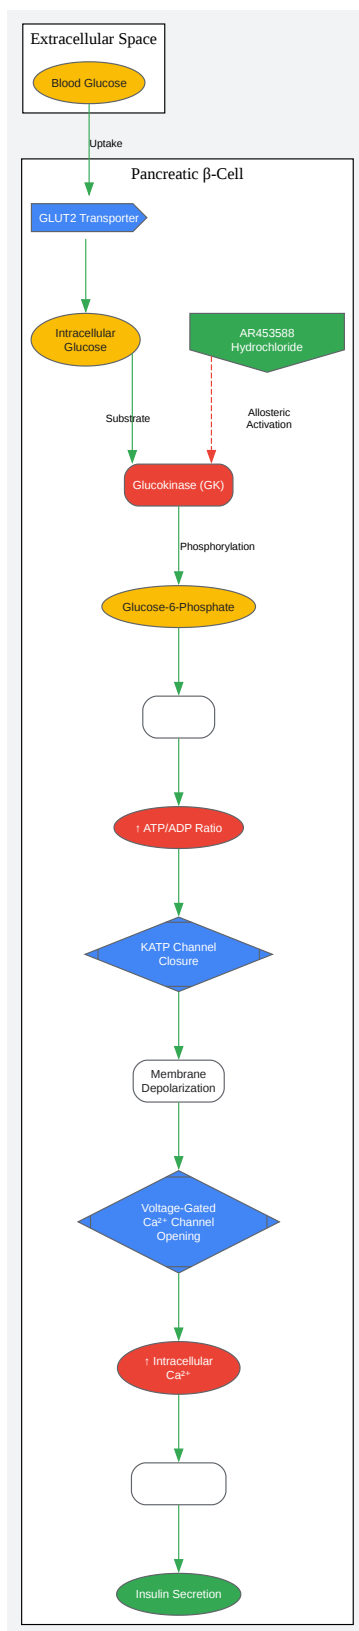 Extracellular Space
Blood Glucose
Uptake
Pancreatic β-Cell
GLUT2 Transporter
Intracellular
Glucose
AR453588
Hydrochloride
Substrate
Allosteric
Activation
Glucokinase (GK)
Phosphorylation
Glucose-6-Phosphate
↑ ATP/ADP Ratio
KATP Channel
Closure
Membrane
Depolarization
Voltage-Gated
Ca²⁺ Channel
Opening
↑ Intracellular
Ca²⁺
Insulin Secretion